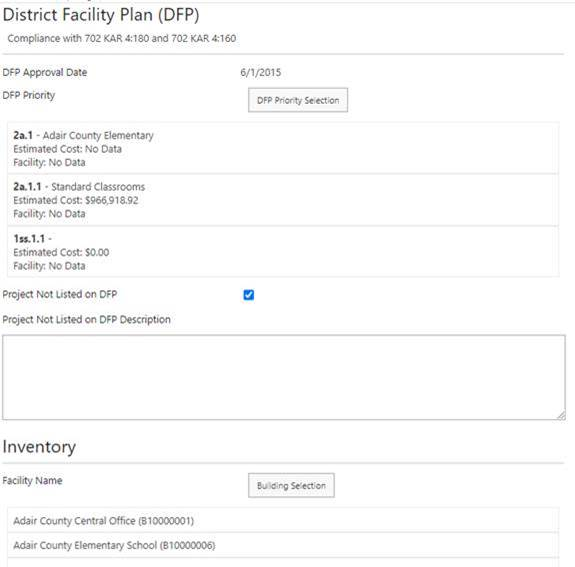 District Facility Plan (DFP)
Compliance with 702 KAR 4:180 and 702 KAR 4:160
DFP Approval Date 6/1/2015
DFP Priority DFP Priority Selection
2a.1 - Adair County Elementary
Estimated Cost: No Data
Facility: No Data
2a.1.1 - Standard Classrooms
Estimated Cost: $966,918.92
Facility: No Data
1ss.1.1 -
Estimated Cost: $0.00
Facility: No Data
Project Not Listed on DFP
Project Not Listed on DFP Description
Inventory
Facility Name Building Selection
Adair County Central Office (B10000001)
Adair County Elementary School (B10000006)